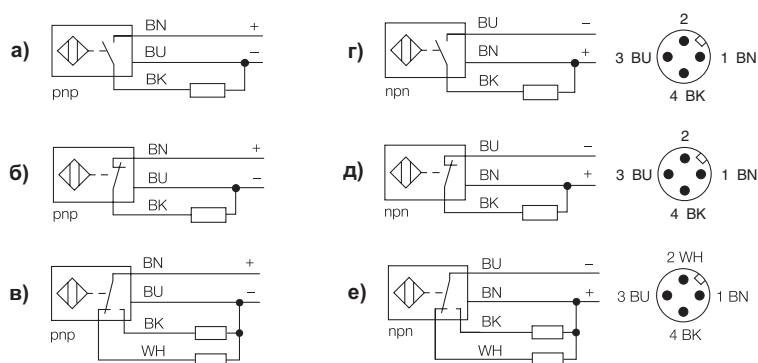 а)
BN +
BU –
BK
pnp
г)
BU –
BN +
BK
npn
2
3 BU 1 BN
4 BK
б)
BN +
BU –
BK
pnp
д)
BU –
BN +
BK
npn
2
3 BU 1 BN
4 BK
в)
BN +
BU –
BK
pnp
WH
е)
BU –
BN +
BK
npn
WH
2 WH
3 BU 1 BN
4 BK